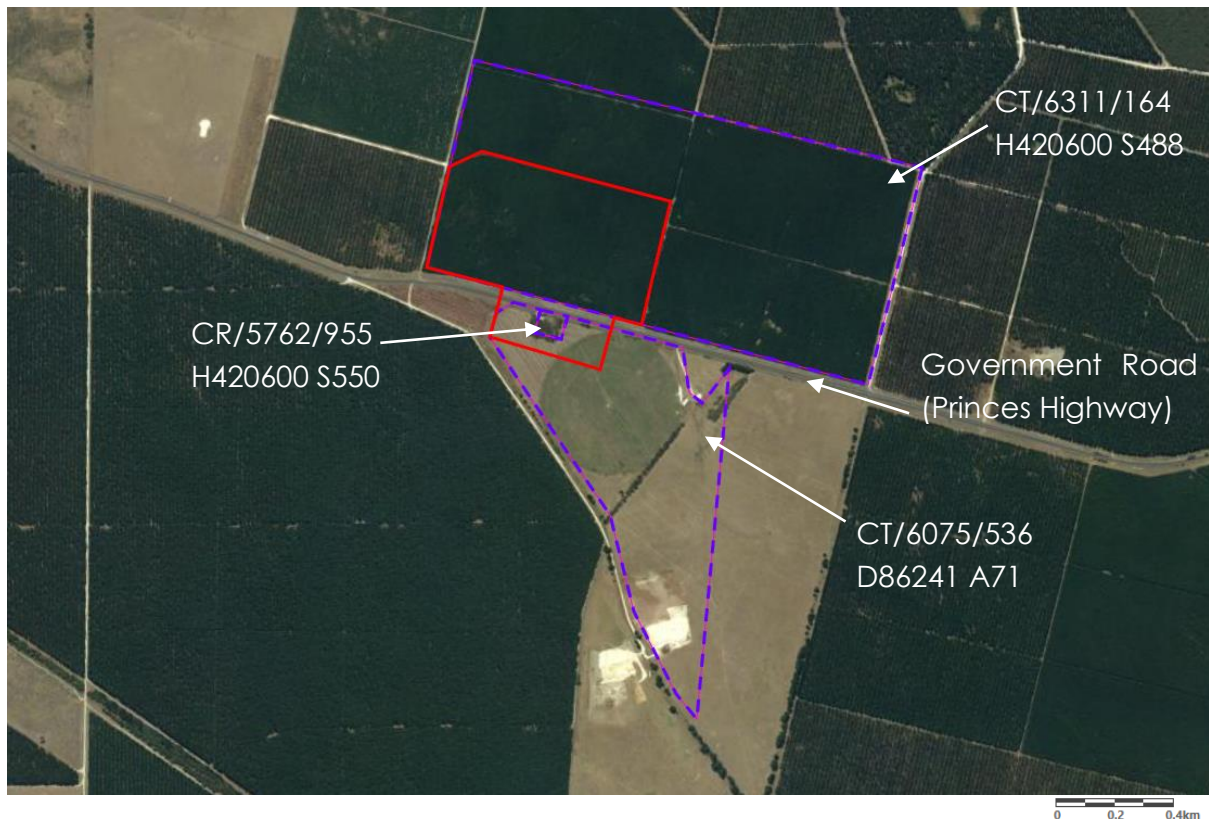 CT/6311/164
H420600 S488
CR/5762/955
H420600 S550
Government Road
(Princes Highway)
CT/6075/536
D86241 A71
0 0.2 0.4km